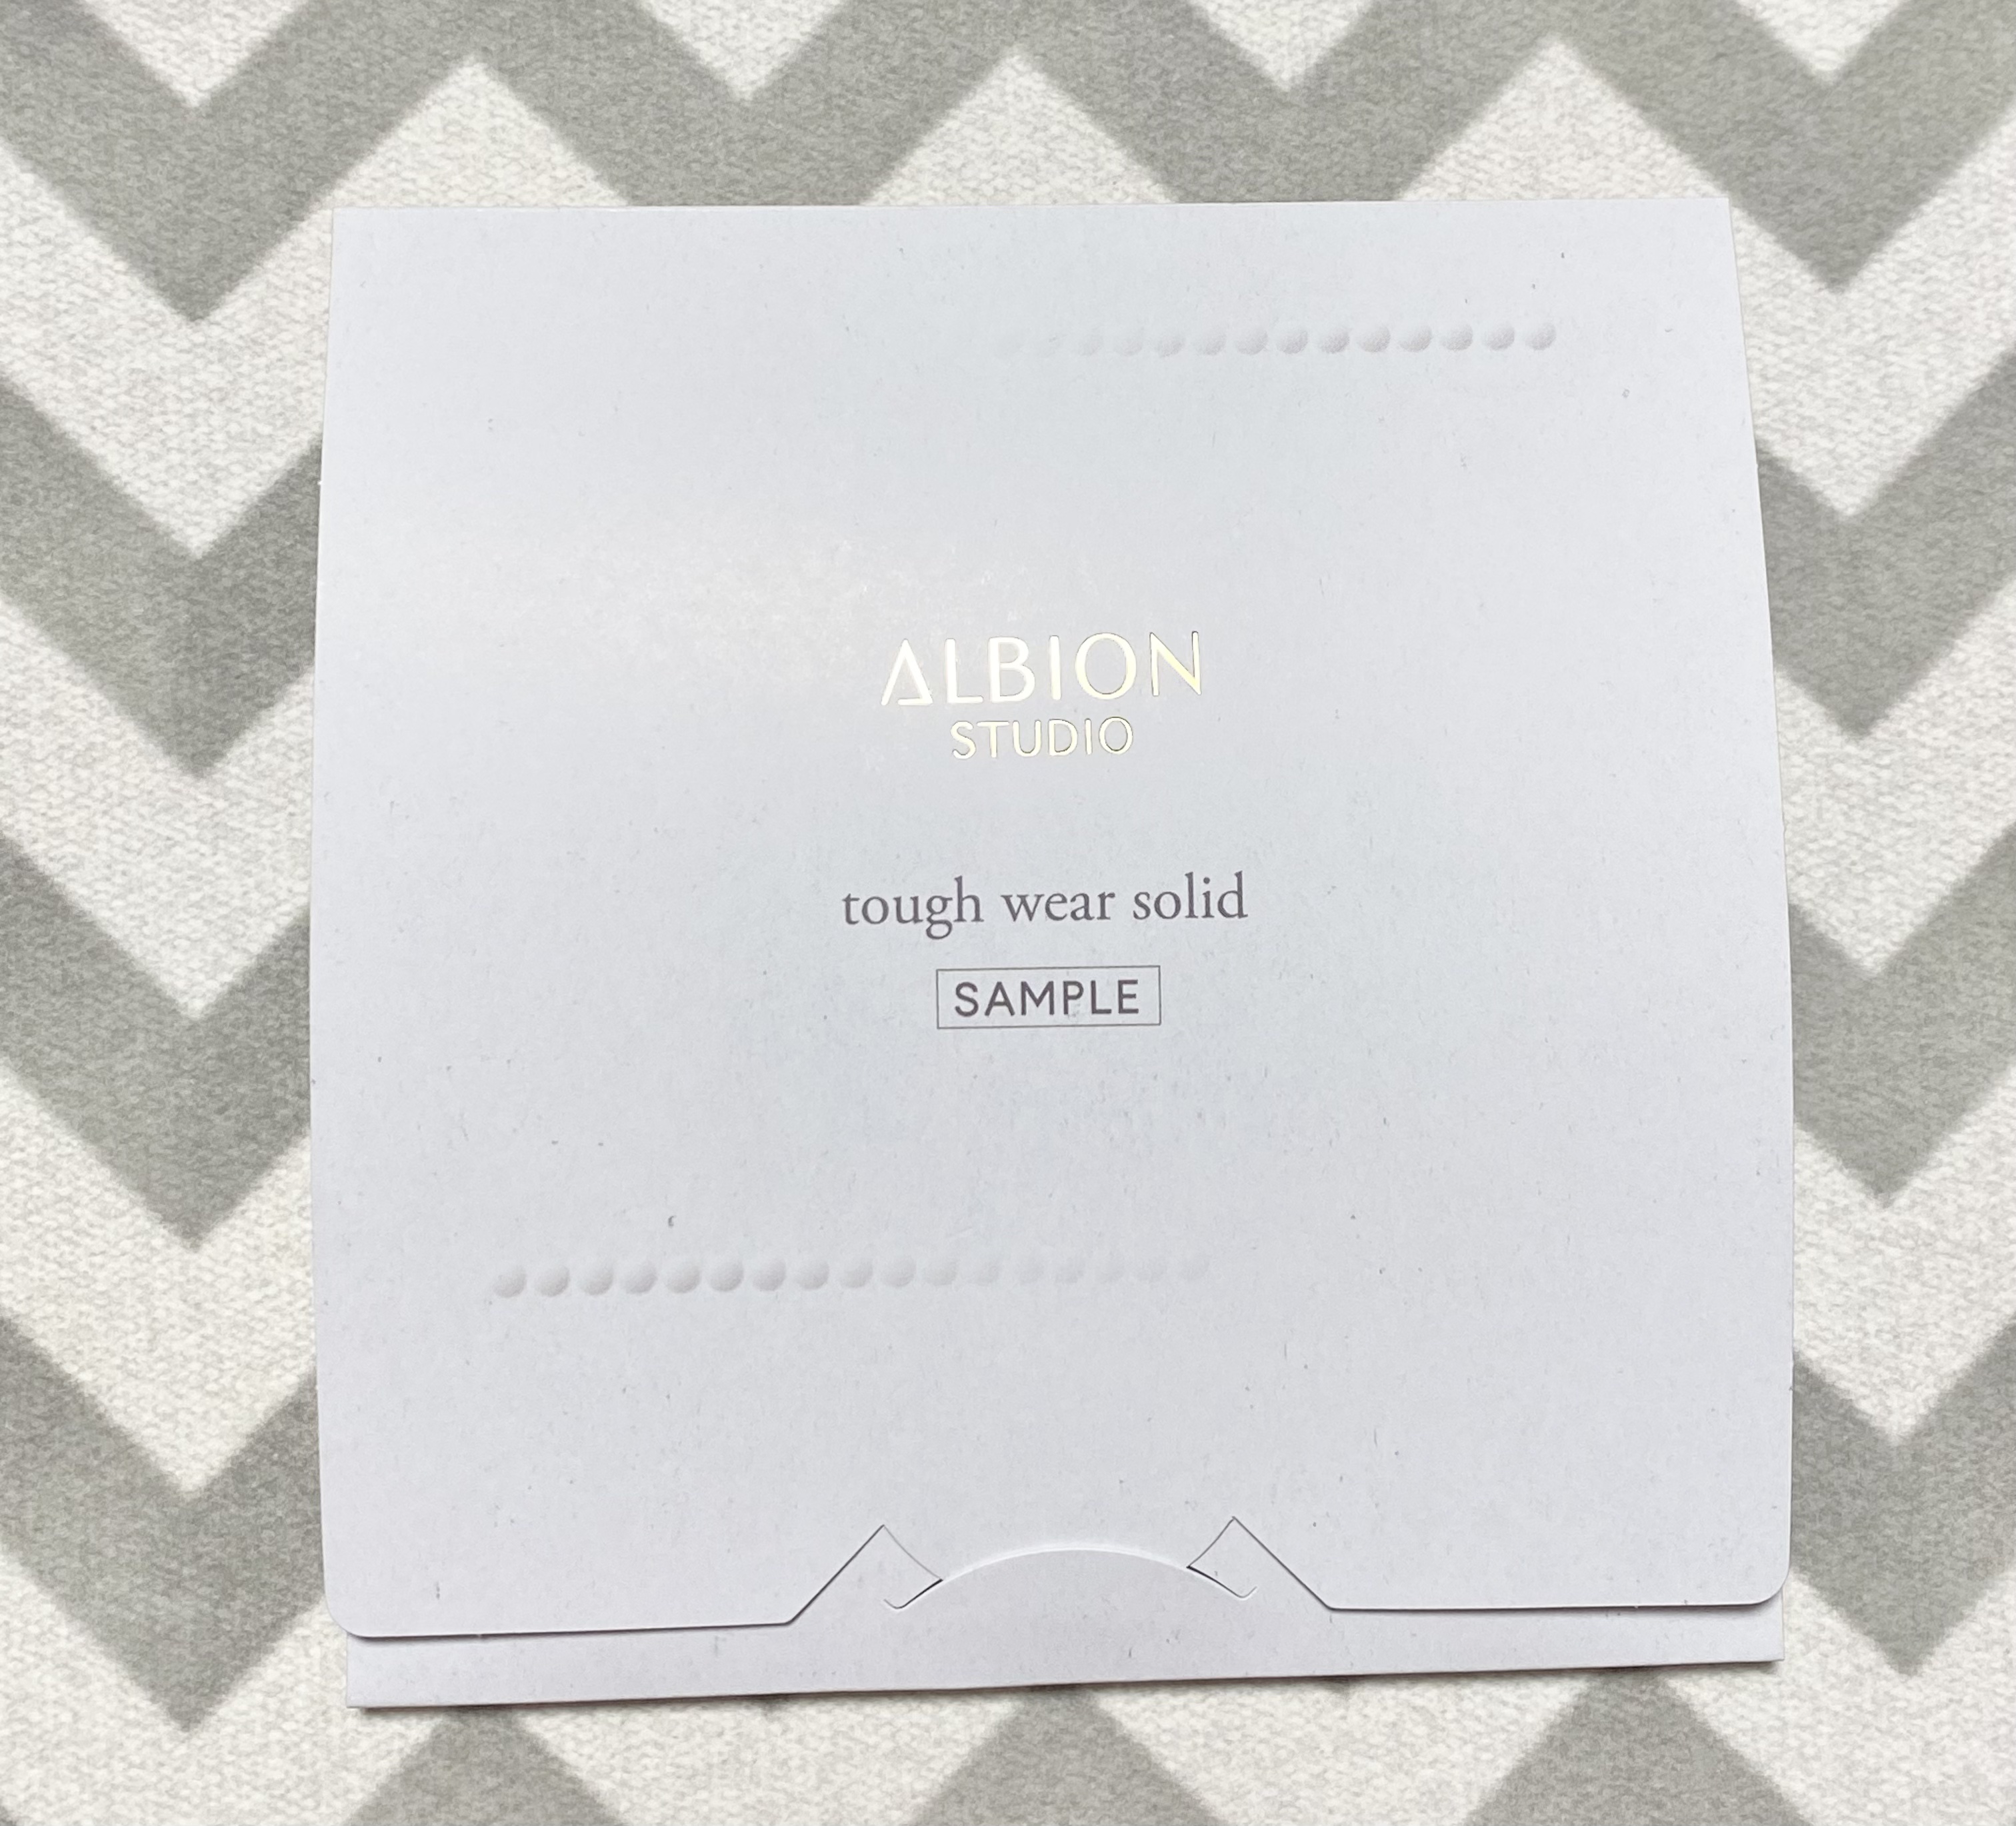 ALBION
STUDIO
tough wear solid
SAMPLE